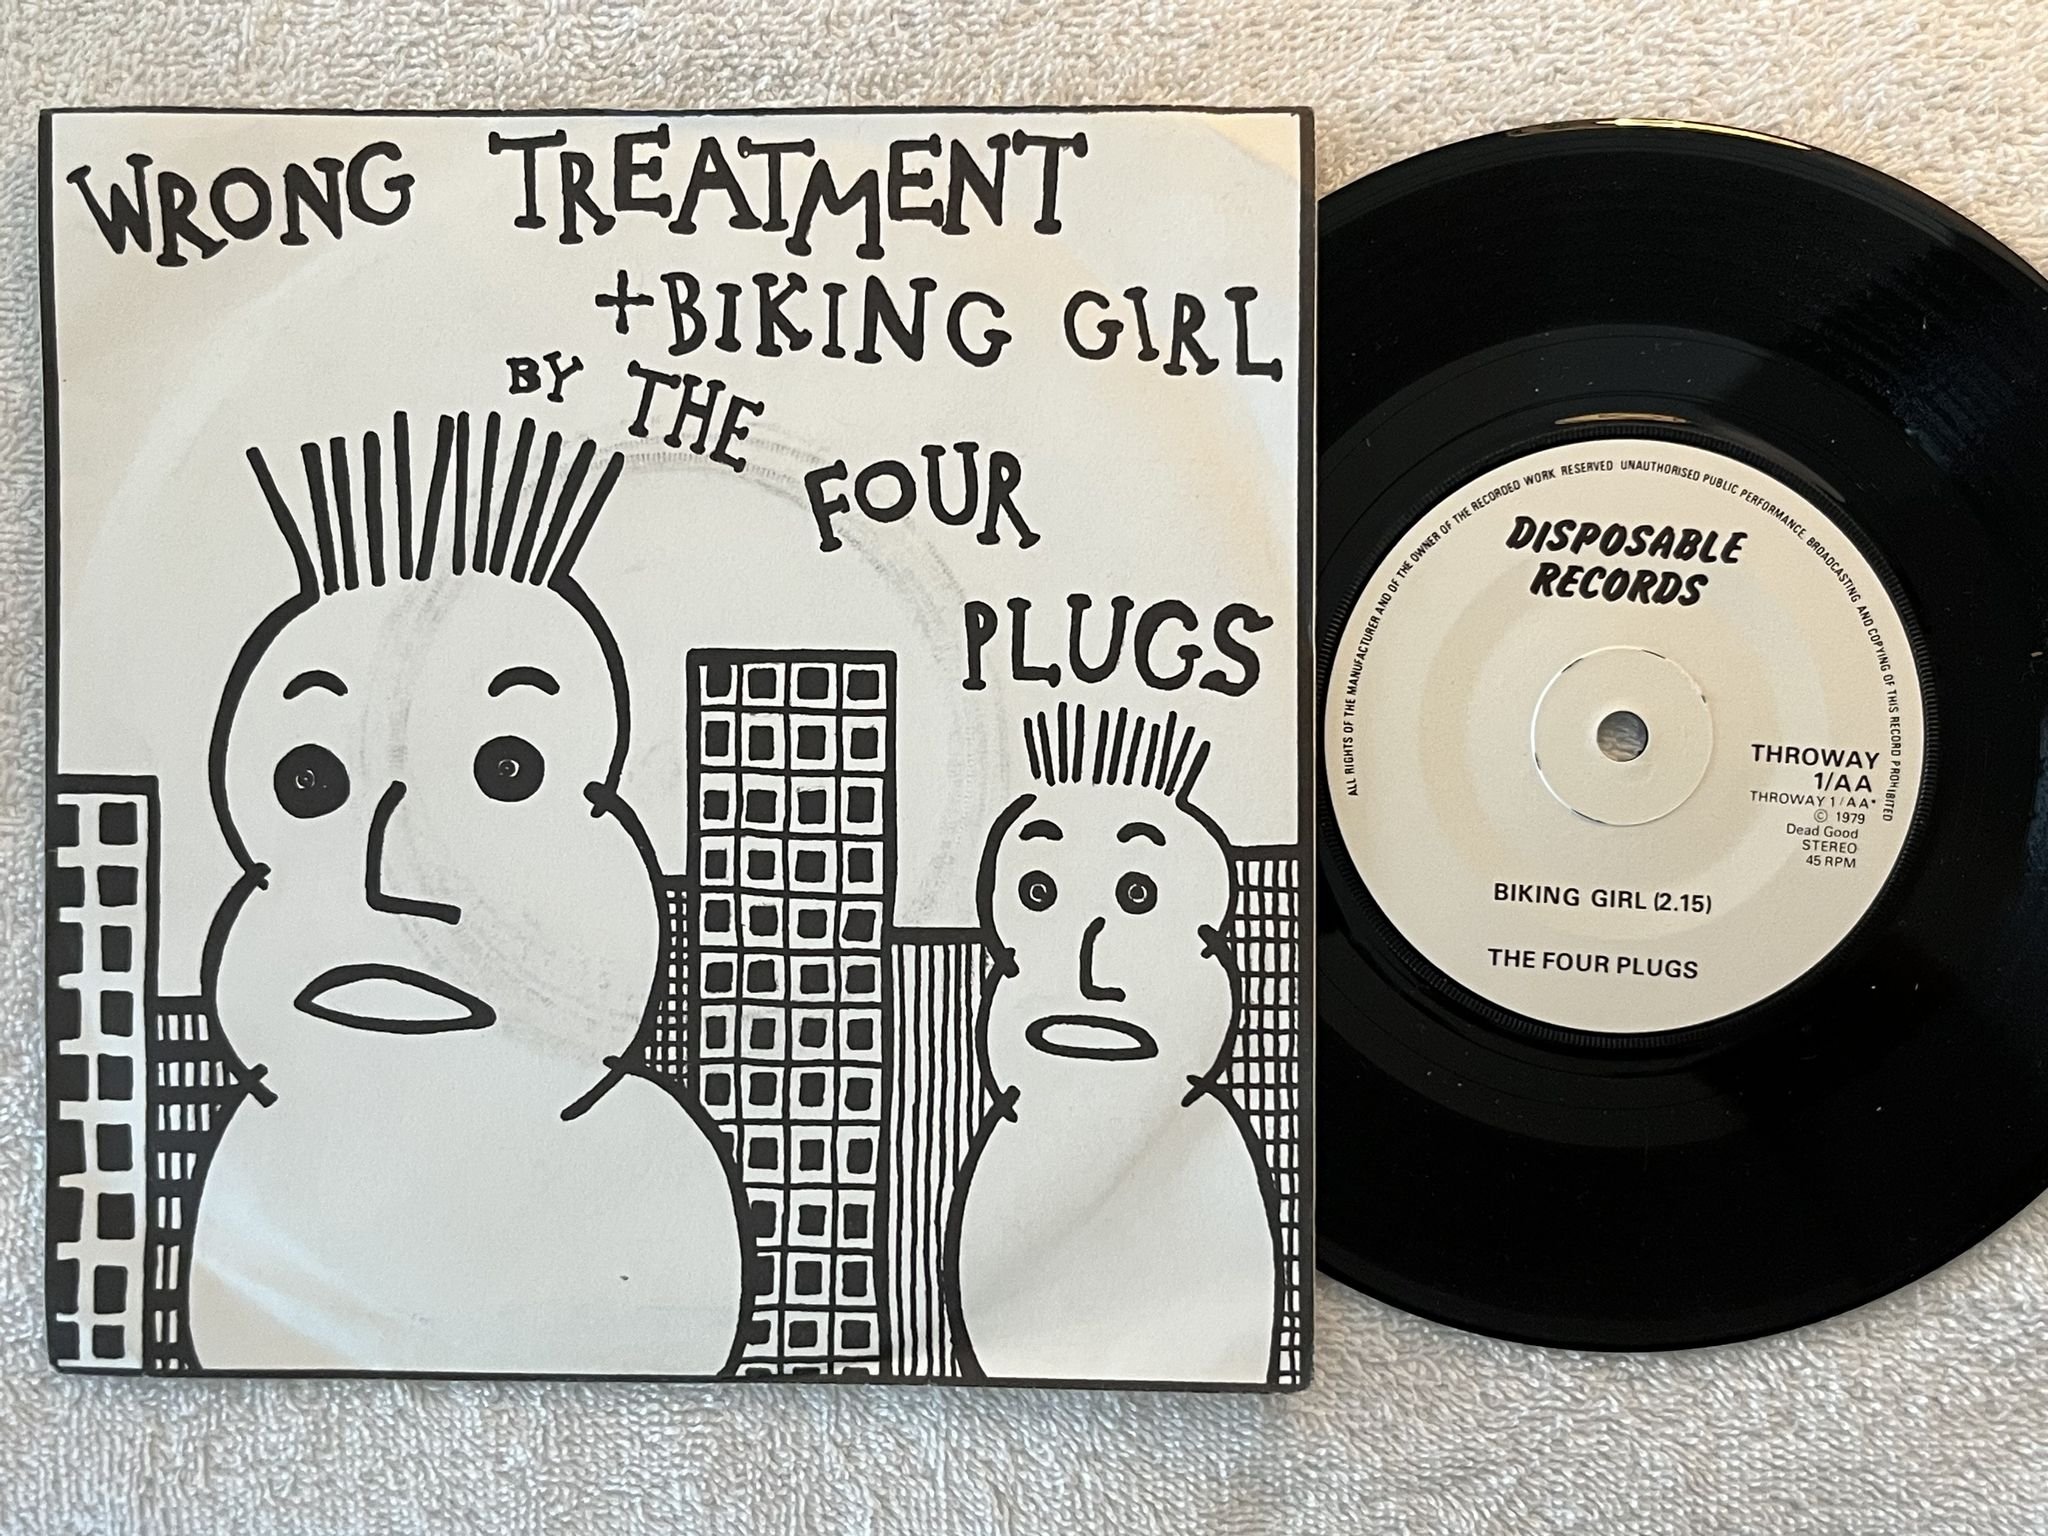 WRONG TREATMENT
+BIKING GIRL
BY THE FOUR
PLUGS
ALL RIGHTS OF THE MANUFACTURER AND OF THE OWNER OF THE RECORDED WORK RESERVED UNAUTHORISED PUBLIC PERFORMANCE, BROADCASTING AND COPYING OF THIS RECORD PROHIBITED
DISPOSABLE
RECORDS
THROWAY
1/AA
THROWAY 1/AA*
© 1979
Dead Good
STEREO
45 RPM
BIKING GIRL (2.15)
THE FOUR PLUGS